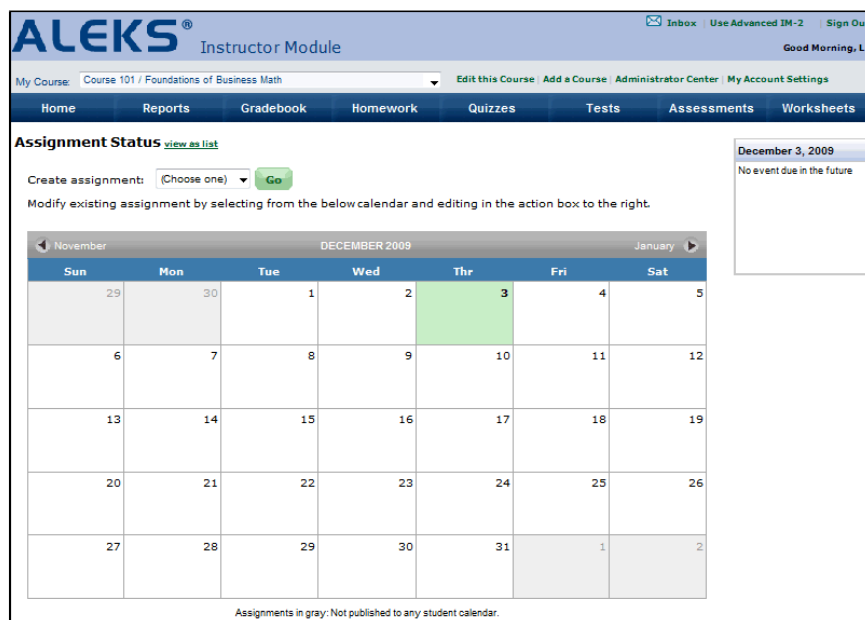 ALEKS® Instructor Module
Inbox | Use Advanced IM-2 | Sign Ou
Good Morning, L
My Course: Course 101 / Foundations of Business Math
Edit this Course | Add a Course | Administrator Center | My Account Settings
Home Reports Gradebook Homework Quizzes Tests Assessments Worksheets
Assignment Status view as list
Create assignment: (Choose one) Go
Modify existing assignment by selecting from the below calendar and editing in the action box to the right.
December 3, 2009
No event due in the future
November DECEMBER 2009 January
Sun Mon Tue Wed Thr Fri Sat
29 30 1 2 3 4 5
6 7 8 9 10 11 12
13 14 15 16 17 18 19
20 21 22 23 24 25 26
27 28 29 30 31 1 2
Assignments in gray: Not published to any student calendar.